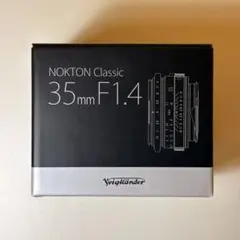 NOKTON Classic
35mm F1.4
Voigtländer